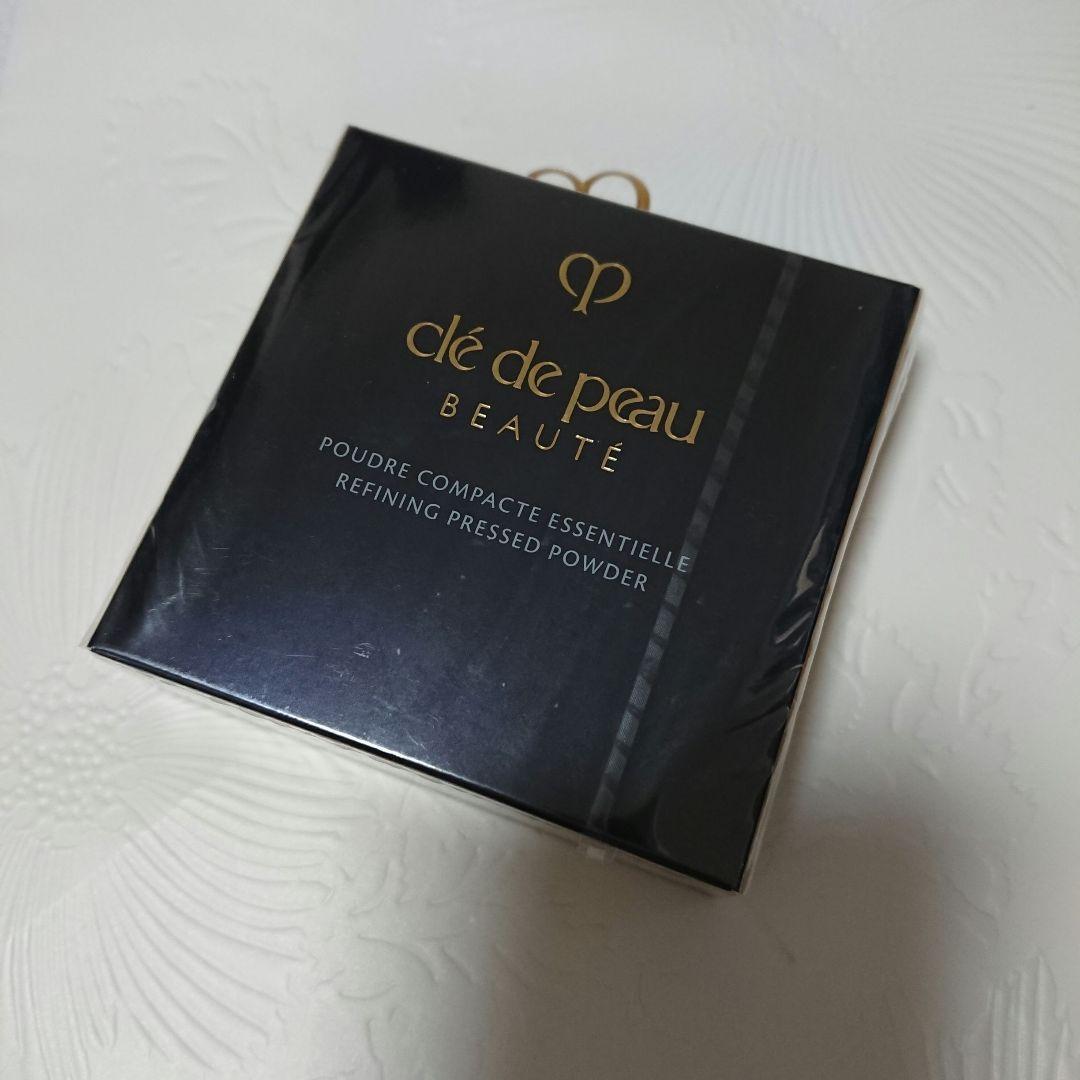 clé de peau
BEAUTÉ
POUDRE COMPACTE ESSENTIELLE
REFINING PRESSED POWDER